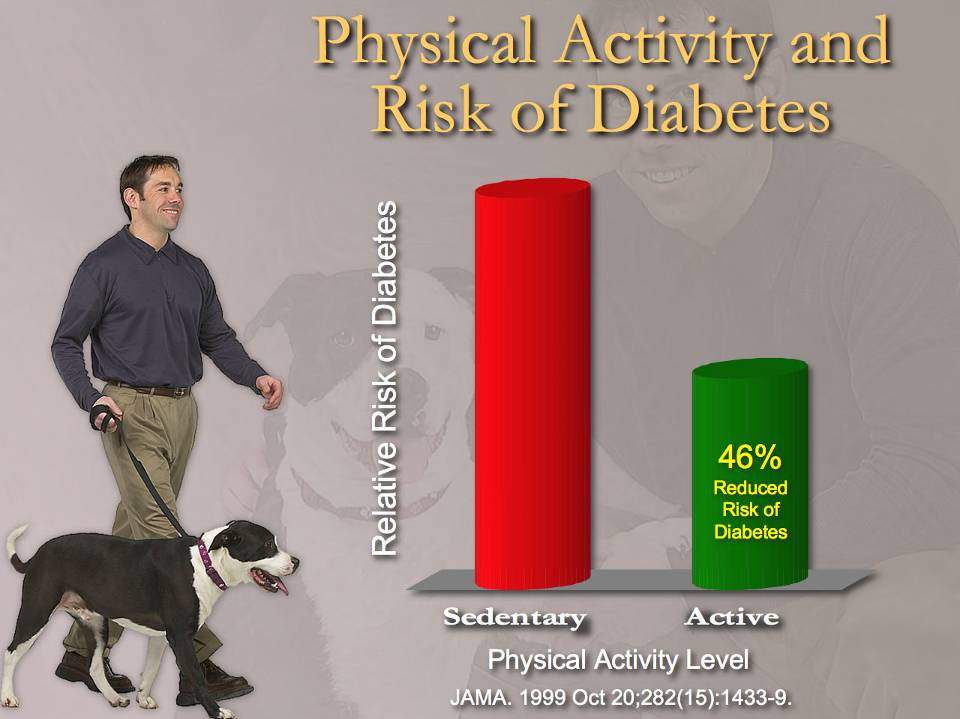 Physical Activity and
Risk of Diabetes
Relative Risk of Diabetes
46%
Reduced
Risk of
Diabetes
Sedentary
Active
Physical Activity Level
JAMA. 1999 Oct 20;282(15):1433-9.